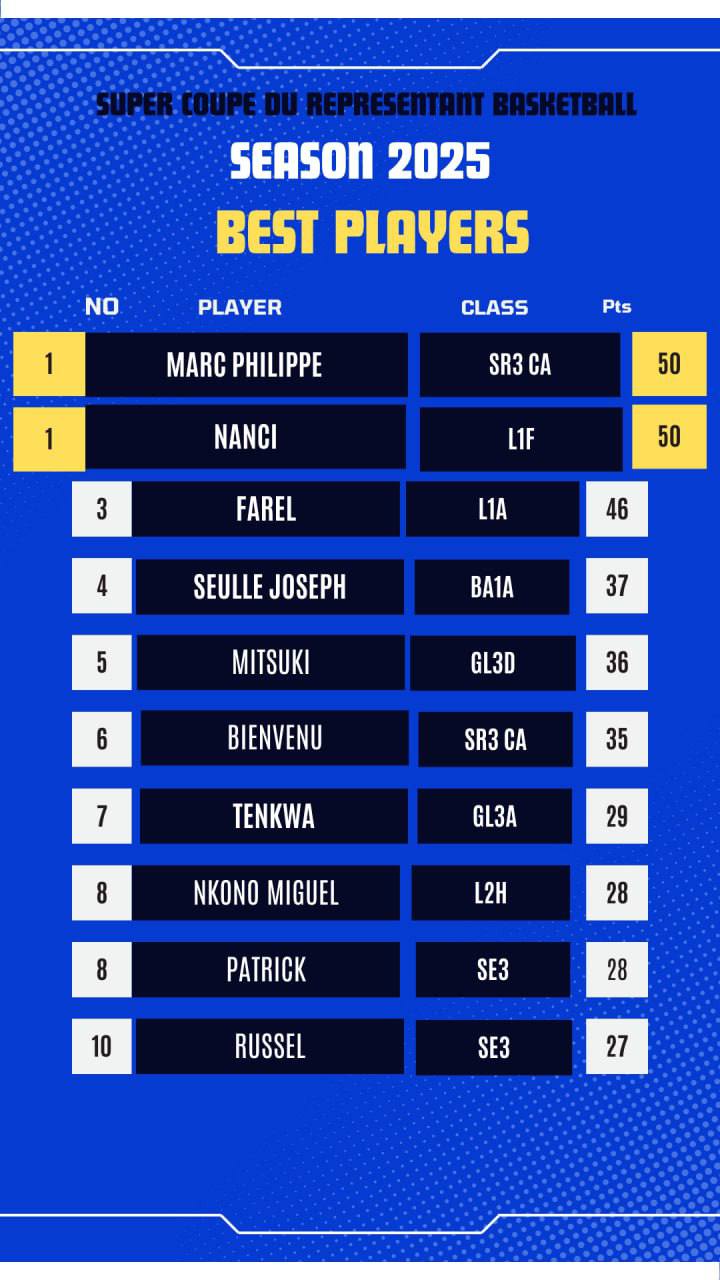 SUPER COUPE DU REPRESENTANT BASKETBALL
SEASON 2025
BEST PLAYERS
NO PLAYER CLASS Pts
1 MARC PHILIPPE SR3 CA 50
1 NANCI L1F 50
3 FAREL L1A 46
4 SEULLE JOSEPH BA1A 37
5 MITSUKI GL3D 36
6 BIENVENU SR3 CA 35
7 TENKWA GL3A 29
8 NKONO MIGUEL L2H 28
8 PATRICK SE3 28
10 RUSSEL SE3 27